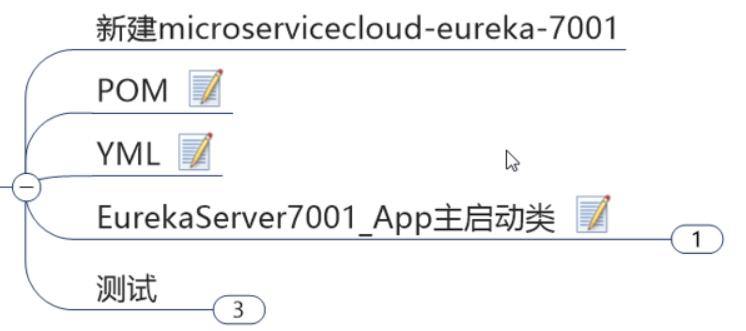 新建microservicecloud-eureka-7001
POM
YML
EurekaServer7001_App主启动类
1
测试
3